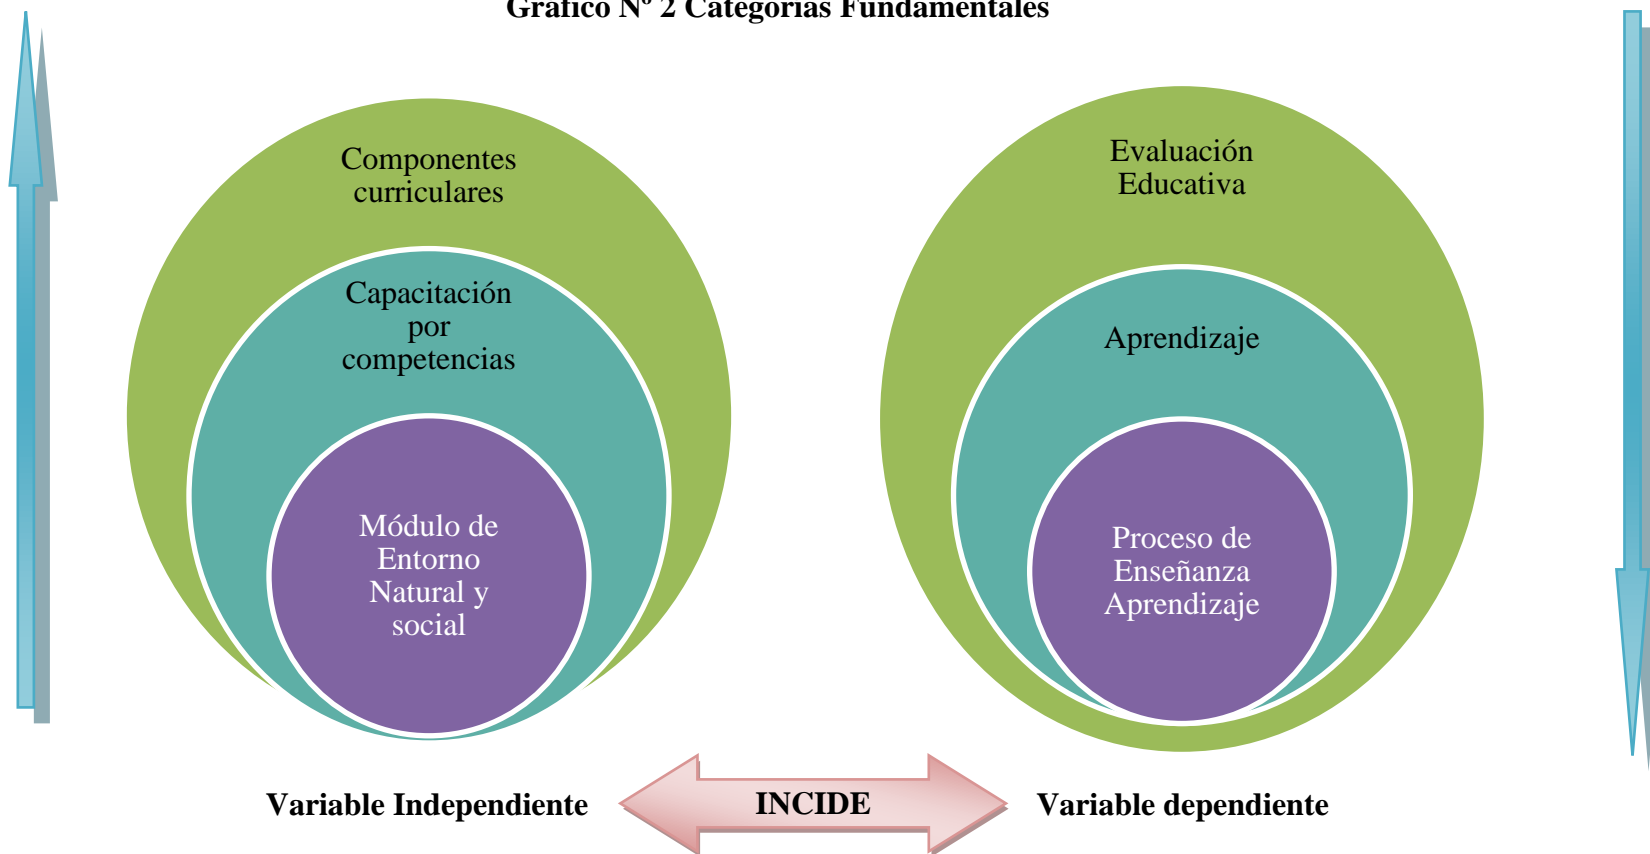 Gráfico Nº 2 Categorías Fundamentales
Componentes
curriculares
Capacitación
por
competencias
Módulo de
Entorno
Natural y
social
Evaluación
Educativa
Aprendizaje
Proceso de
Enseñanza
Aprendizaje
Variable Independiente
INCIDE
Variable dependiente